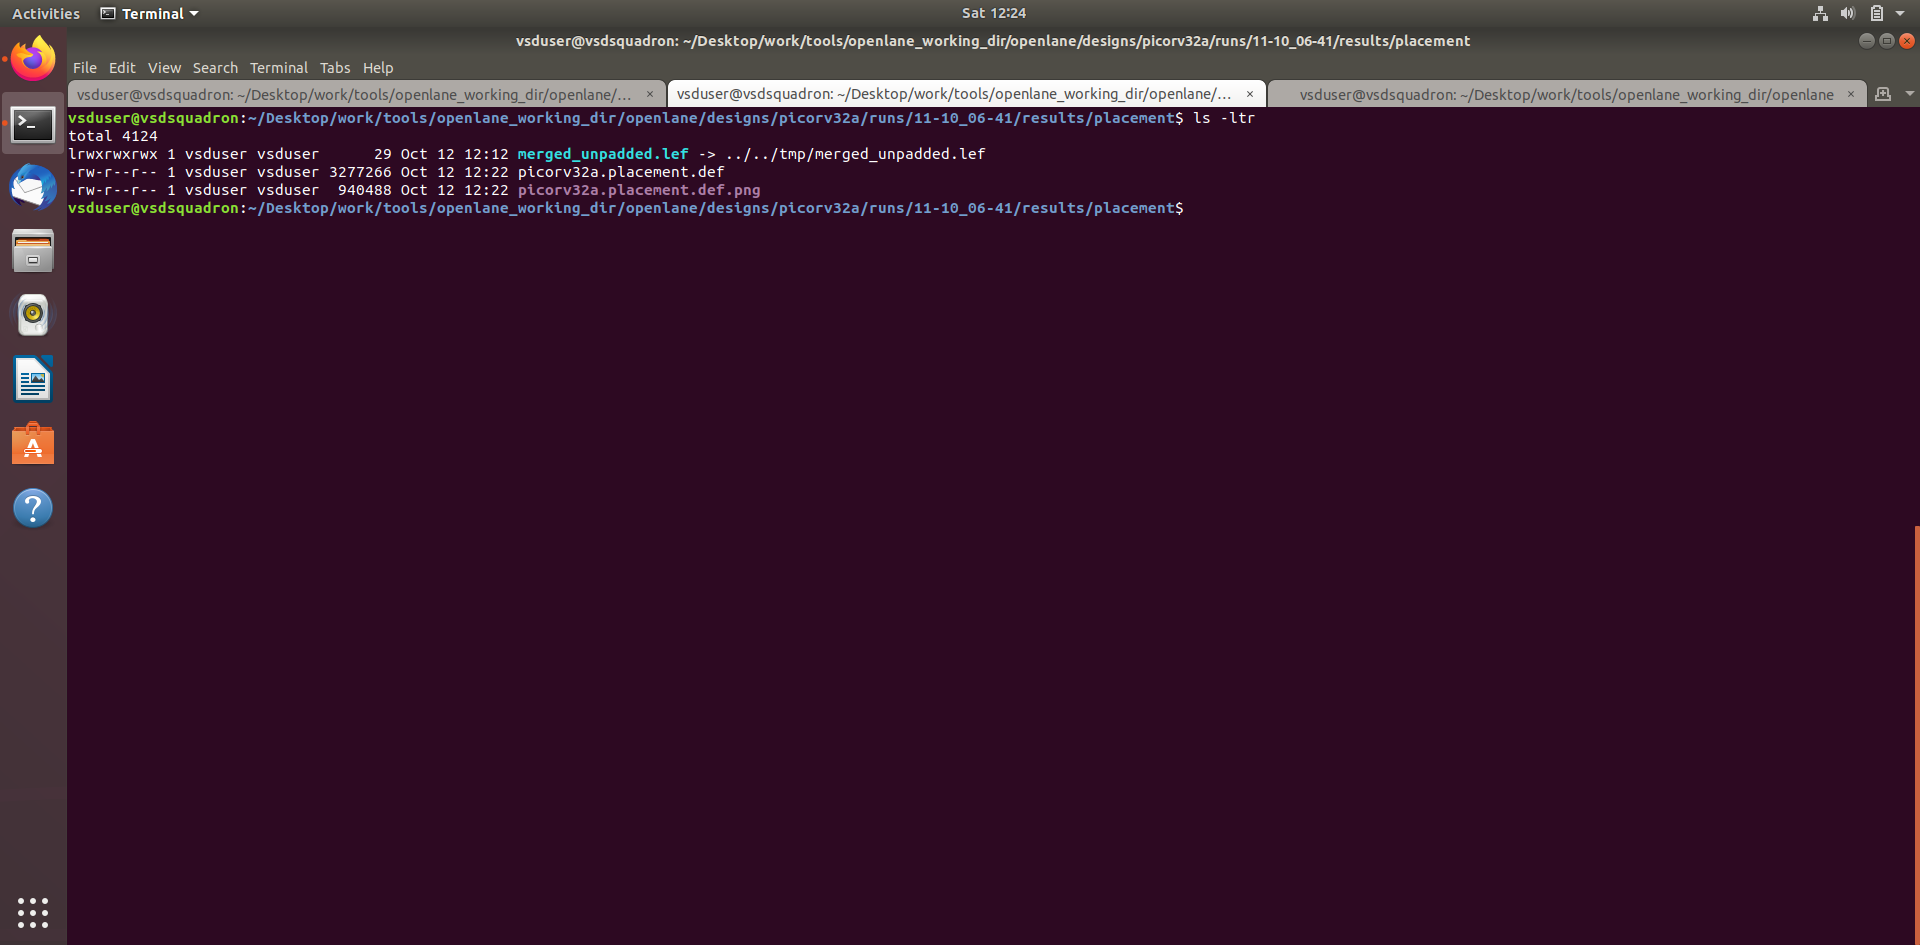 Activities Terminal Sat 12:24
vsduser@vsdsquadron: ~/Desktop/work/tools/openlane_working_dir/openlane/designs/picorv32a/runs/11-10_06-41/results/placement
File Edit View Search Terminal Tabs Help
vsduser@vsdsquadron: ~/Desktop/work/tools/openlane_working_dir/openlane/... × vsduser@vsdsquadron: ~/Desktop/work/tools/openlane_working_dir/openlane/... × vsduser@vsdsquadron: ~/Desktop/work/tools/openlane_working_dir/openlane ×
vsduser@vsdsquadron:~/Desktop/work/tools/openlane_working_dir/openlane/designs/picorv32a/runs/11-10_06-41/results/placement$ ls -ltr
total 4124
lrwxrwxrwx 1 vsduser vsduser      29 Oct 12 12:12 merged_unpadded.lef -> ../../tmp/merged_unpadded.lef
-rw-r--r-- 1 vsduser vsduser 3277266 Oct 12 12:22 picorv32a.placement.def
-rw-r--r-- 1 vsduser vsduser  940488 Oct 12 12:22 picorv32a.placement.def.png
vsduser@vsdsquadron:~/Desktop/work/tools/openlane_working_dir/openlane/designs/picorv32a/runs/11-10_06-41/results/placement$